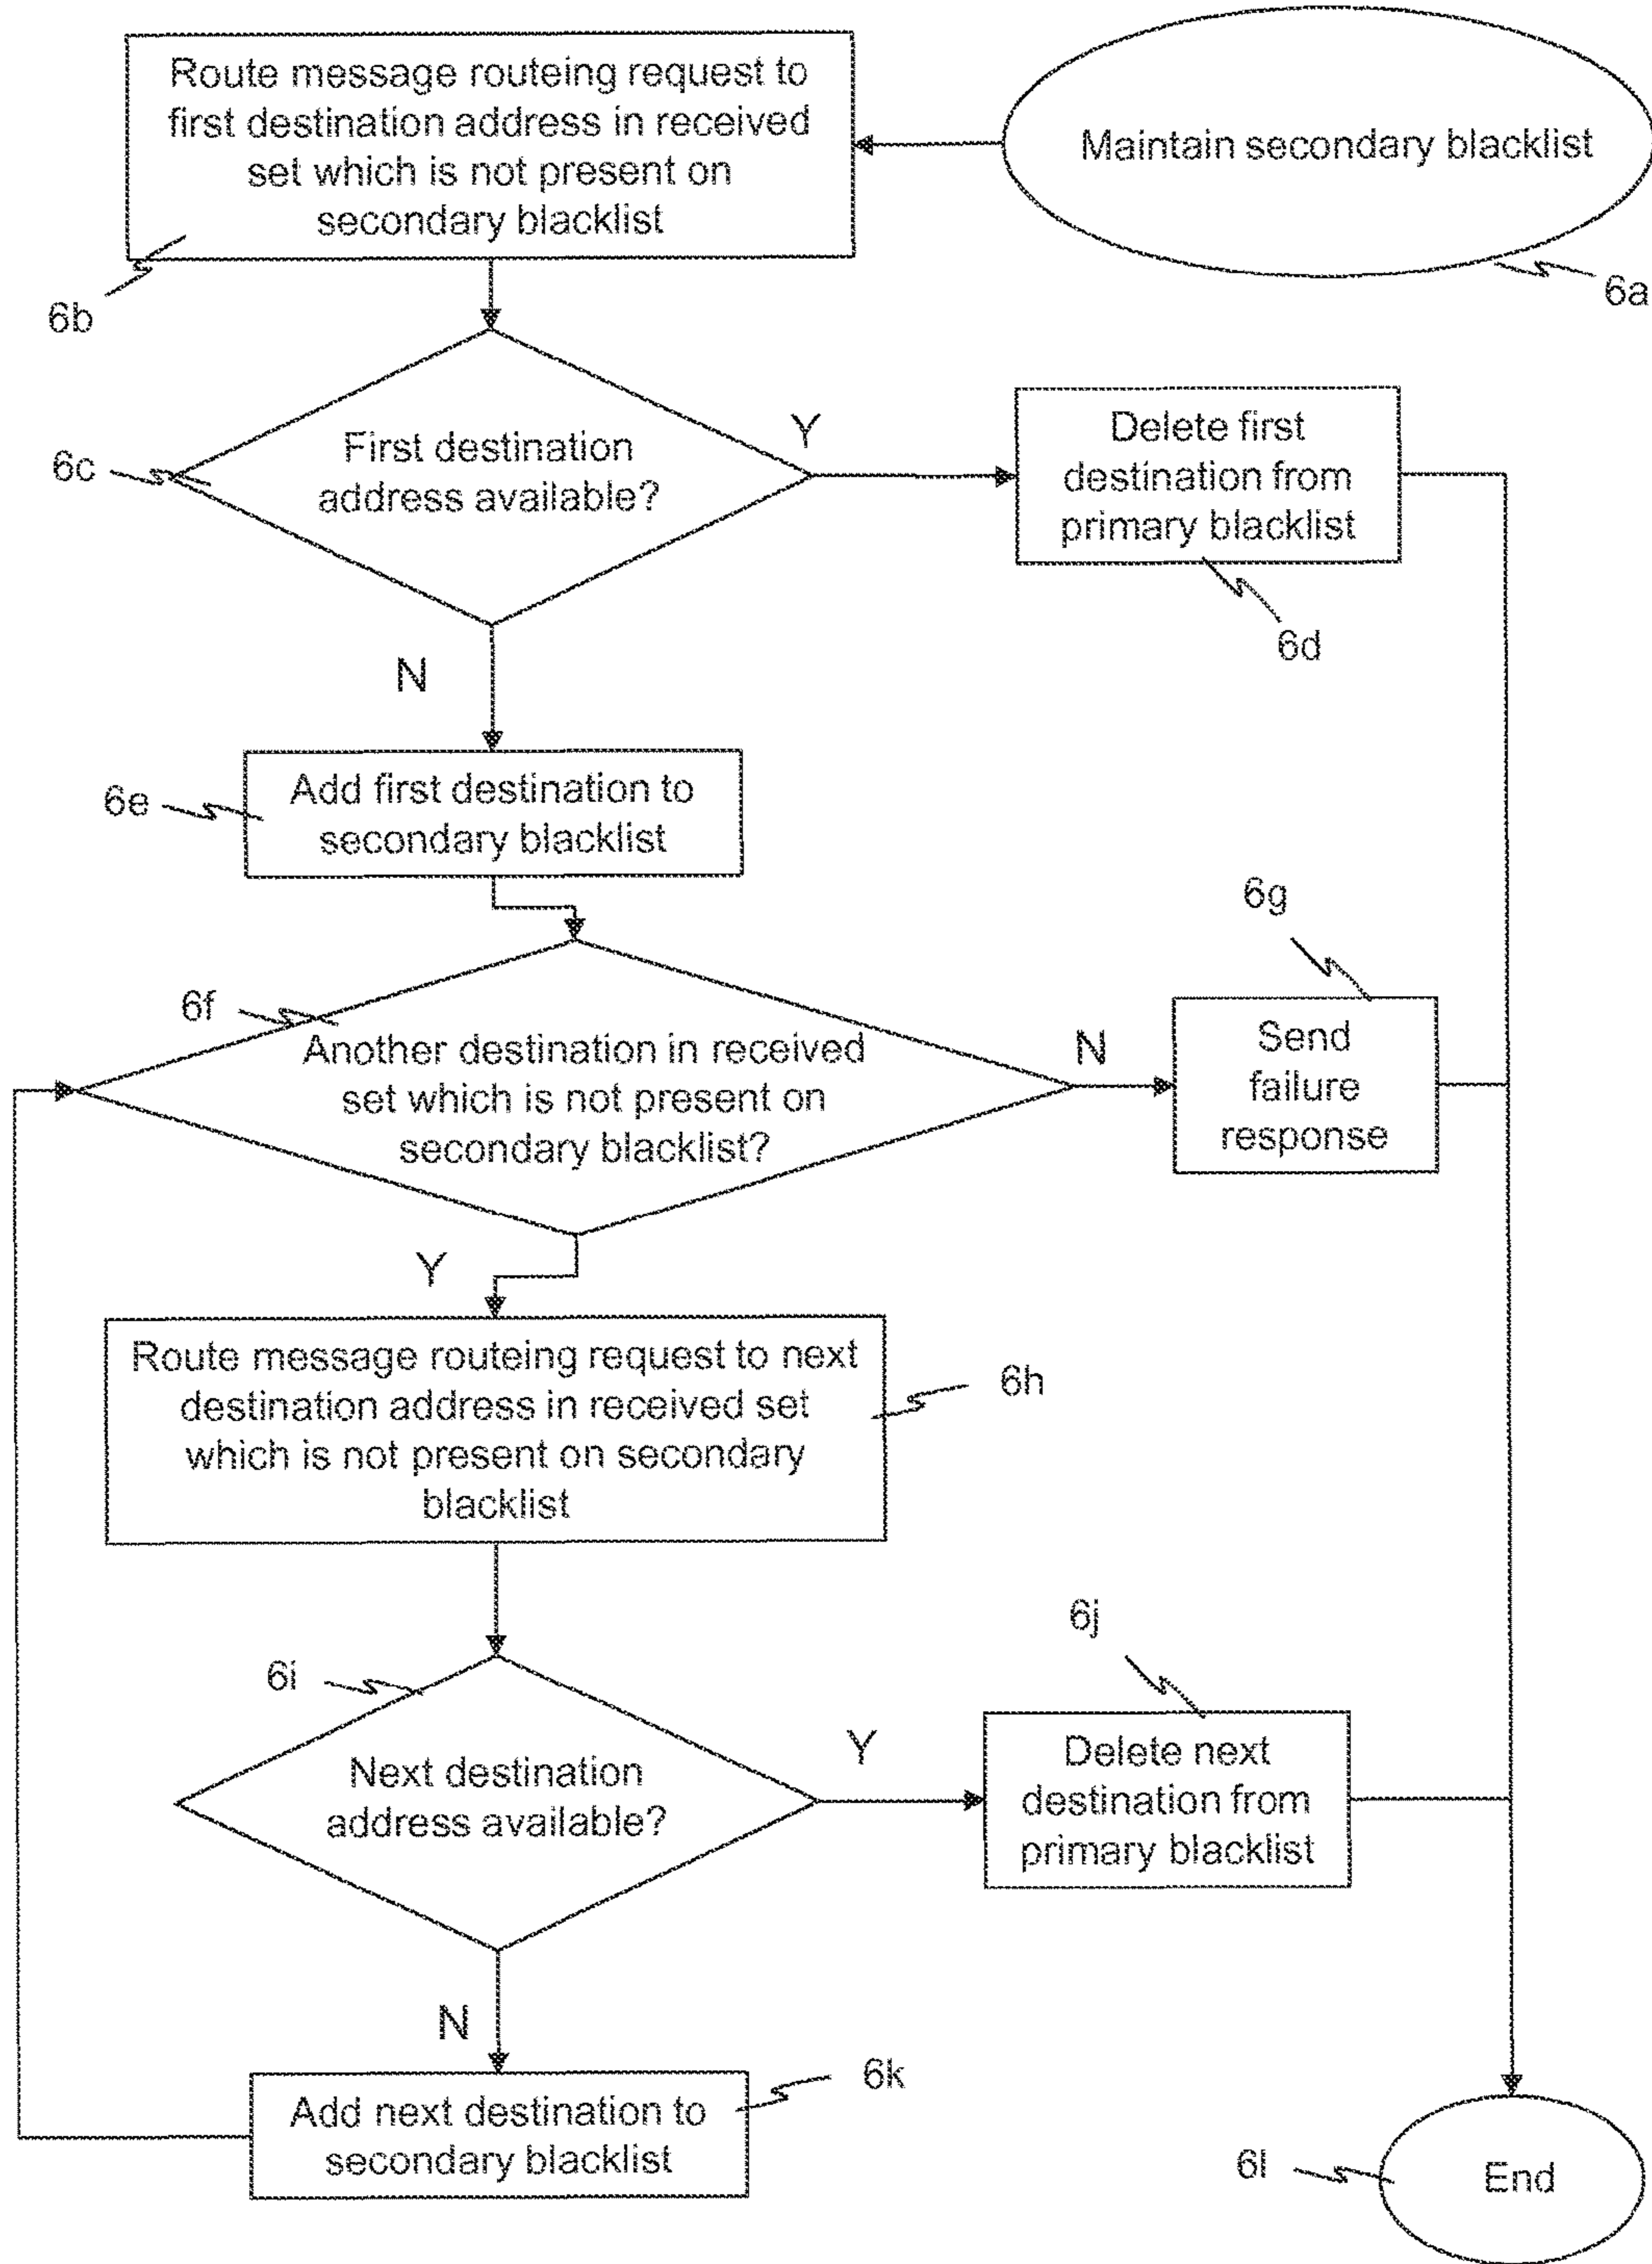 Route message routeing request to
first destination address in received
set which is not present on
secondary blacklist
Maintain secondary blacklist
6a
6b
First destination
address available?
6c
Y
Delete first
destination from
primary blacklist
6d
N
Add first destination to
secondary blacklist
6e
6f
Another destination in received
set which is not present on
secondary blacklist?
N
6g
Send
failure
response
Y
Route message routeing request to next
destination address in received set
which is not present on secondary
blacklist
6h
6i
Next destination
address available?
Y
6j
Delete next
destination from
primary blacklist
N
Add next destination to
secondary blacklist
6k
6l
End